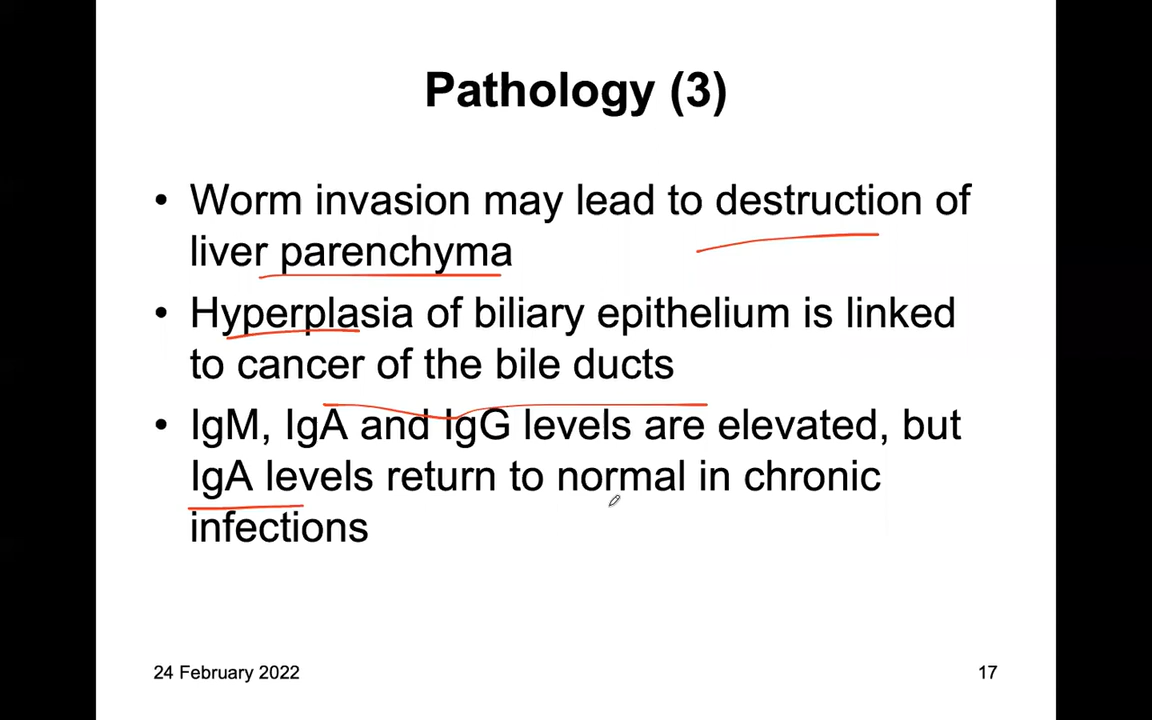 Pathology (3)
• Worm invasion may lead to destruction of
liver parenchyma
• Hyperplasia of biliary epithelium is linked
to cancer of the bile ducts
• IgM, IgA and IgG levels are elevated, but
IgA levels return to normal in chronic
infections
24 February 2022
17